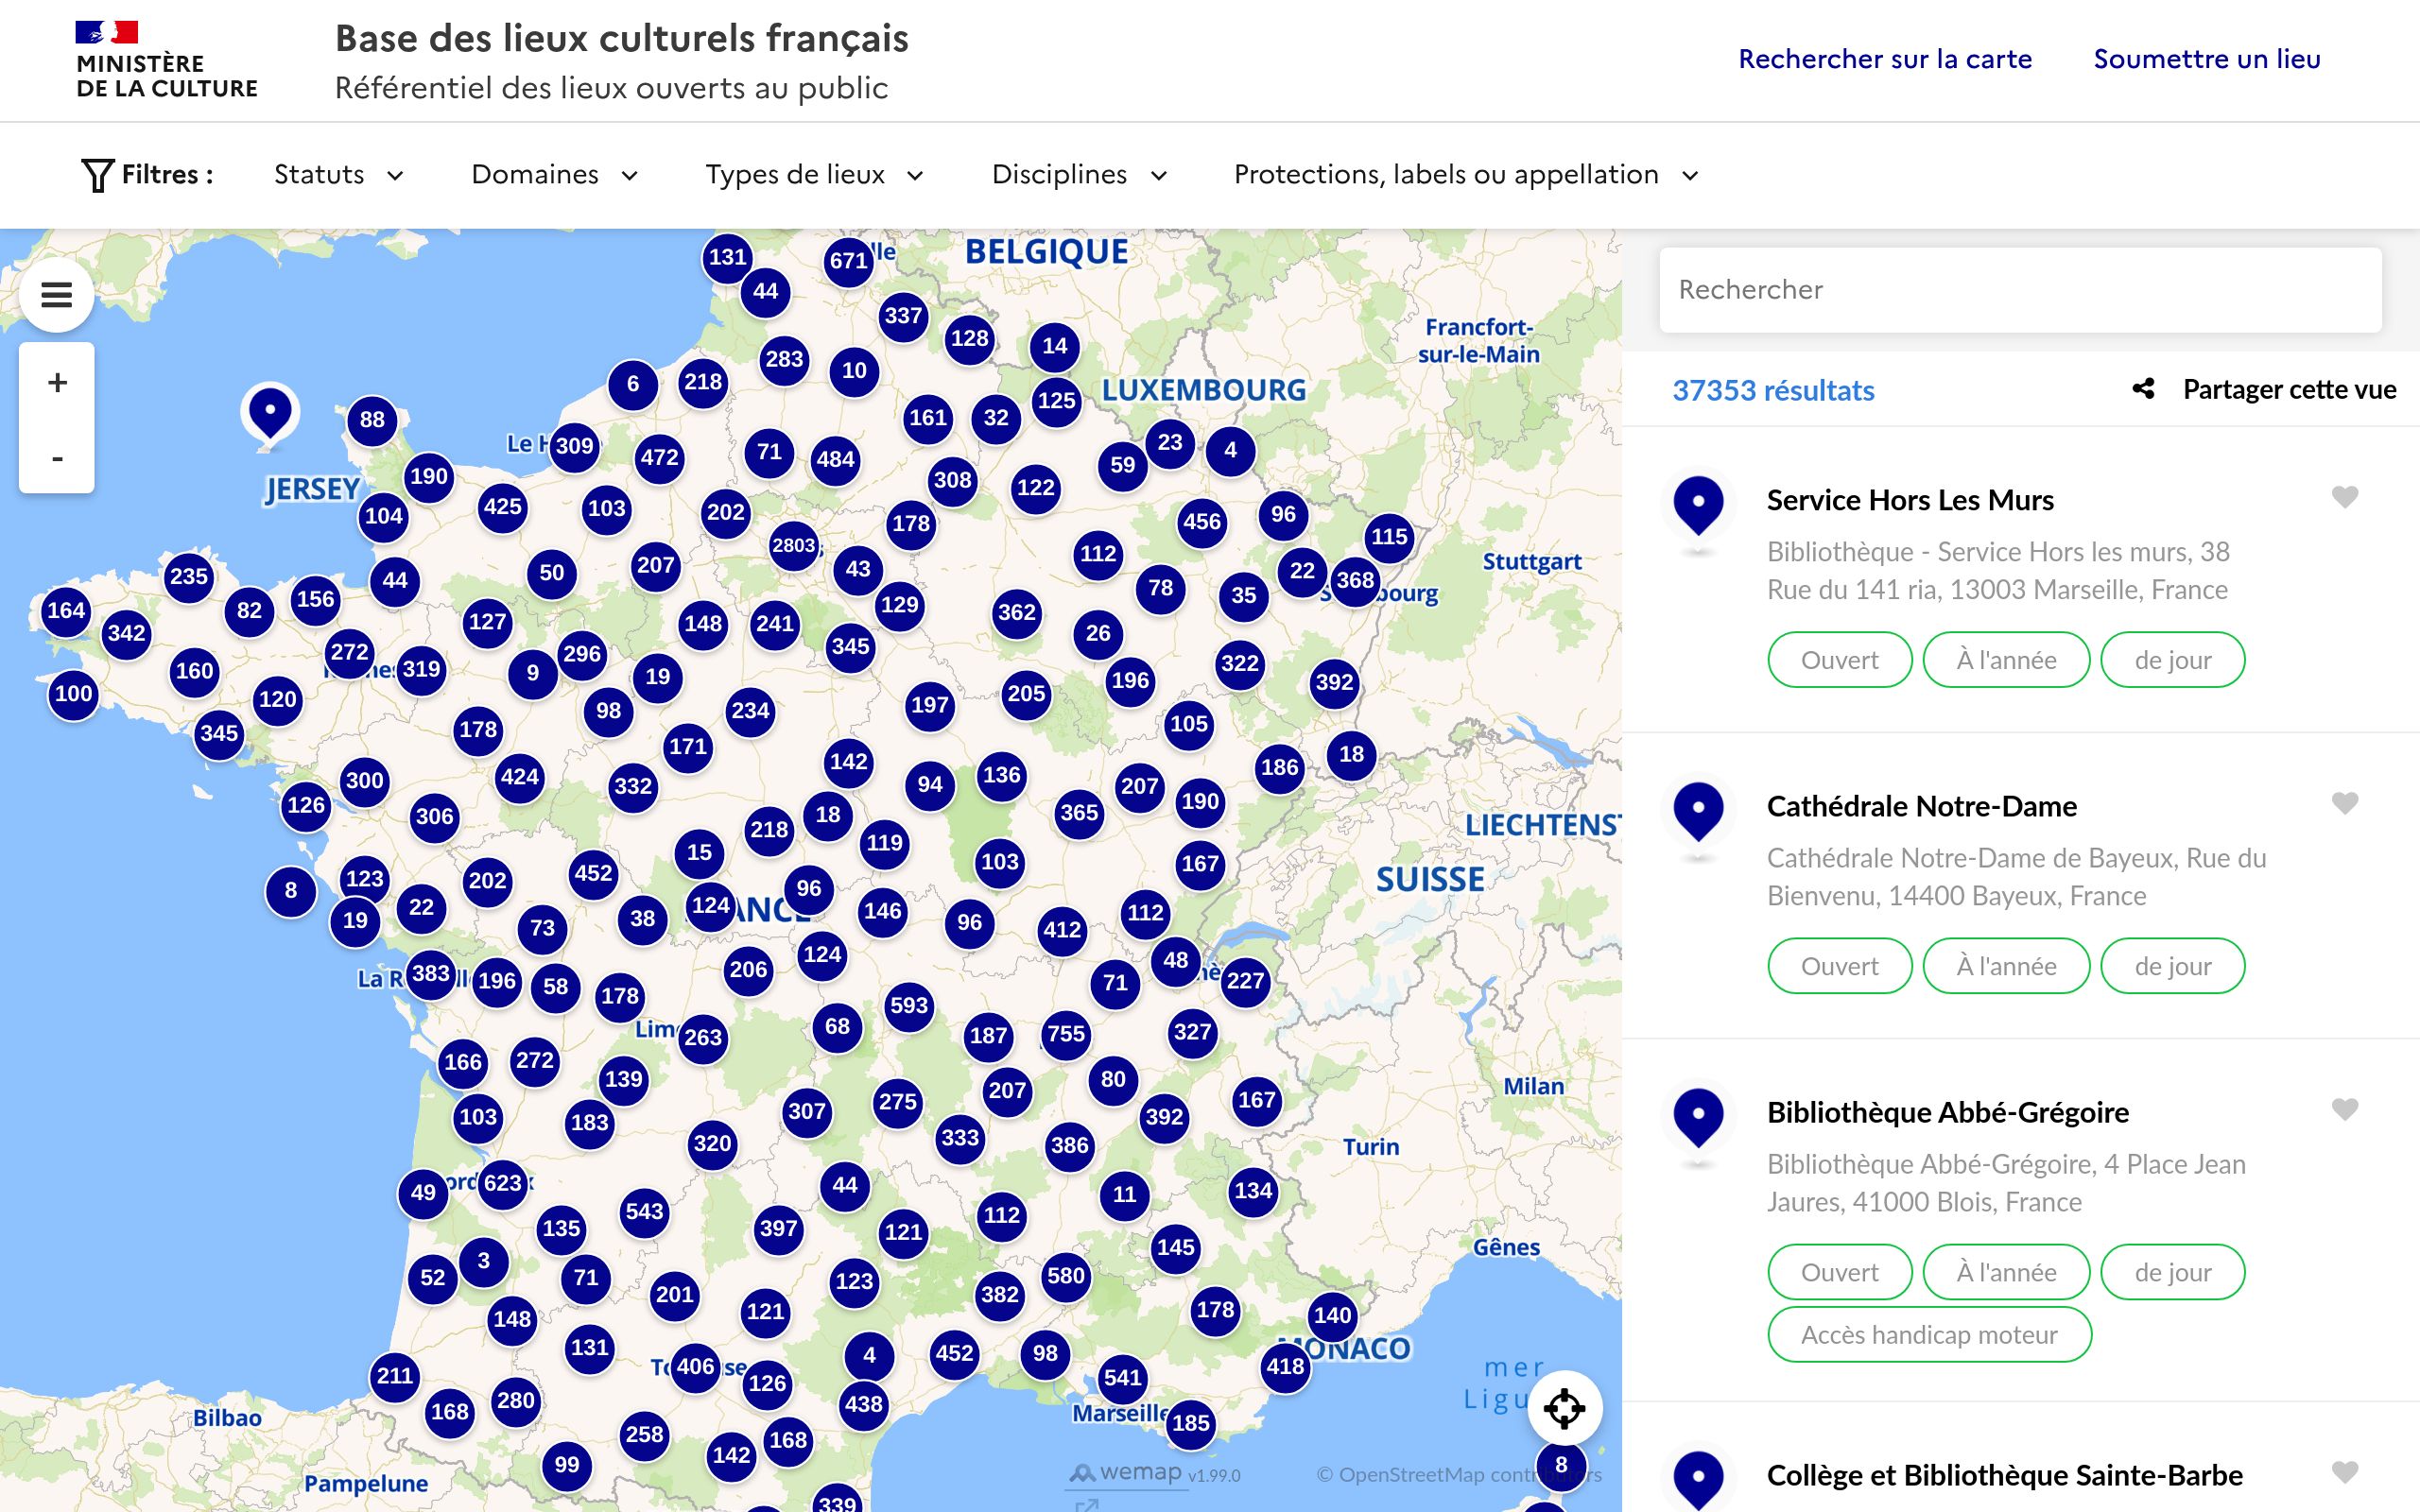 MINISTÈRE
DE LA CULTURE
Base des lieux culturels français
Référentiel des lieux ouverts au public
Rechercher sur la carte
Soumettre un lieu
Filtres :
Statuts
Domaines
Types de lieux
Disciplines
Protections, labels ou appellation
131
671
lle
BELGIQUE
44
337
128
14
Francfort-
sur-le-Main
+
-
283
10
6
218
LUXEMBOURG
88
161
32
125
Le H
309
472
71
484
23
4
59
190
308
122
JERSEY
425
103
202
178
456
96
104
115
2803
112
Stuttgart
235
44
50
207
43
22
368
S
bourg
78
35
164
82
156
129
342
127
148
241
362
26
272
nes
319
296
345
322
160
9
19
196
392
100
120
98
234
197
205
105
345
178
171
142
18
300
424
332
94
136
207
186
126
306
18
365
190
218
119
LIECHTENST
15
103
167
8
123
202
452
96
SUISSE
19
22
38
124
ANCE
146
96
412
112
73
La R
383
196
58
206
124
48
227
178
71
593
Lim
263
68
187
755
327
166
272
139
80
Milan
103
183
307
275
207
392
167
320
333
386
Turin
49
ord
623
x
44
11
134
543
135
397
121
112
145
Gênes
3
52
71
201
123
382
580
148
121
178
140
131
MONACO
To
406
se
4
452
98
418
mer
Ligu
211
126
541
Bilbao
168
280
438
Marseille
185
258
142
168
99
8
Pampelune
wemap v1.99.0
© OpenStreetMap contributors
339
Rechercher
37353 résultats
Partager cette vue
Service Hors Les Murs
Bibliothèque - Service Hors les murs, 38
Rue du 141 ria, 13003 Marseille, France
Ouvert
À l'année
de jour
Cathédrale Notre-Dame
Cathédrale Notre-Dame de Bayeux, Rue du
Bienvenu, 14400 Bayeux, France
Ouvert
À l'année
de jour
Bibliothèque Abbé-Grégoire
Bibliothèque Abbé-Grégoire, 4 Place Jean
Jaures, 41000 Blois, France
Ouvert
À l'année
de jour
Accès handicap moteur
Collège et Bibliothèque Sainte-Barbe